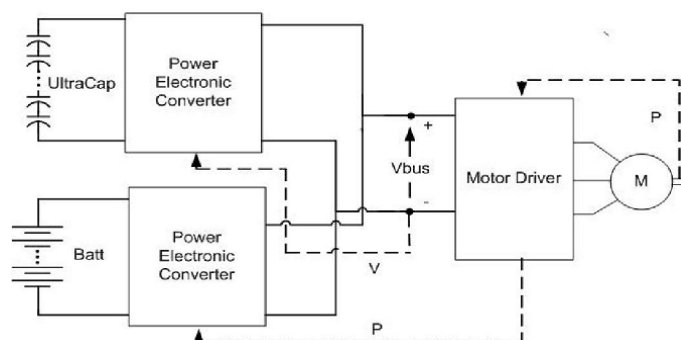 UltraCap
Power
Electronic
Converter
+
Vbus
-
Motor Driver
P
M
Batt
Power
Electronic
Converter
V
P